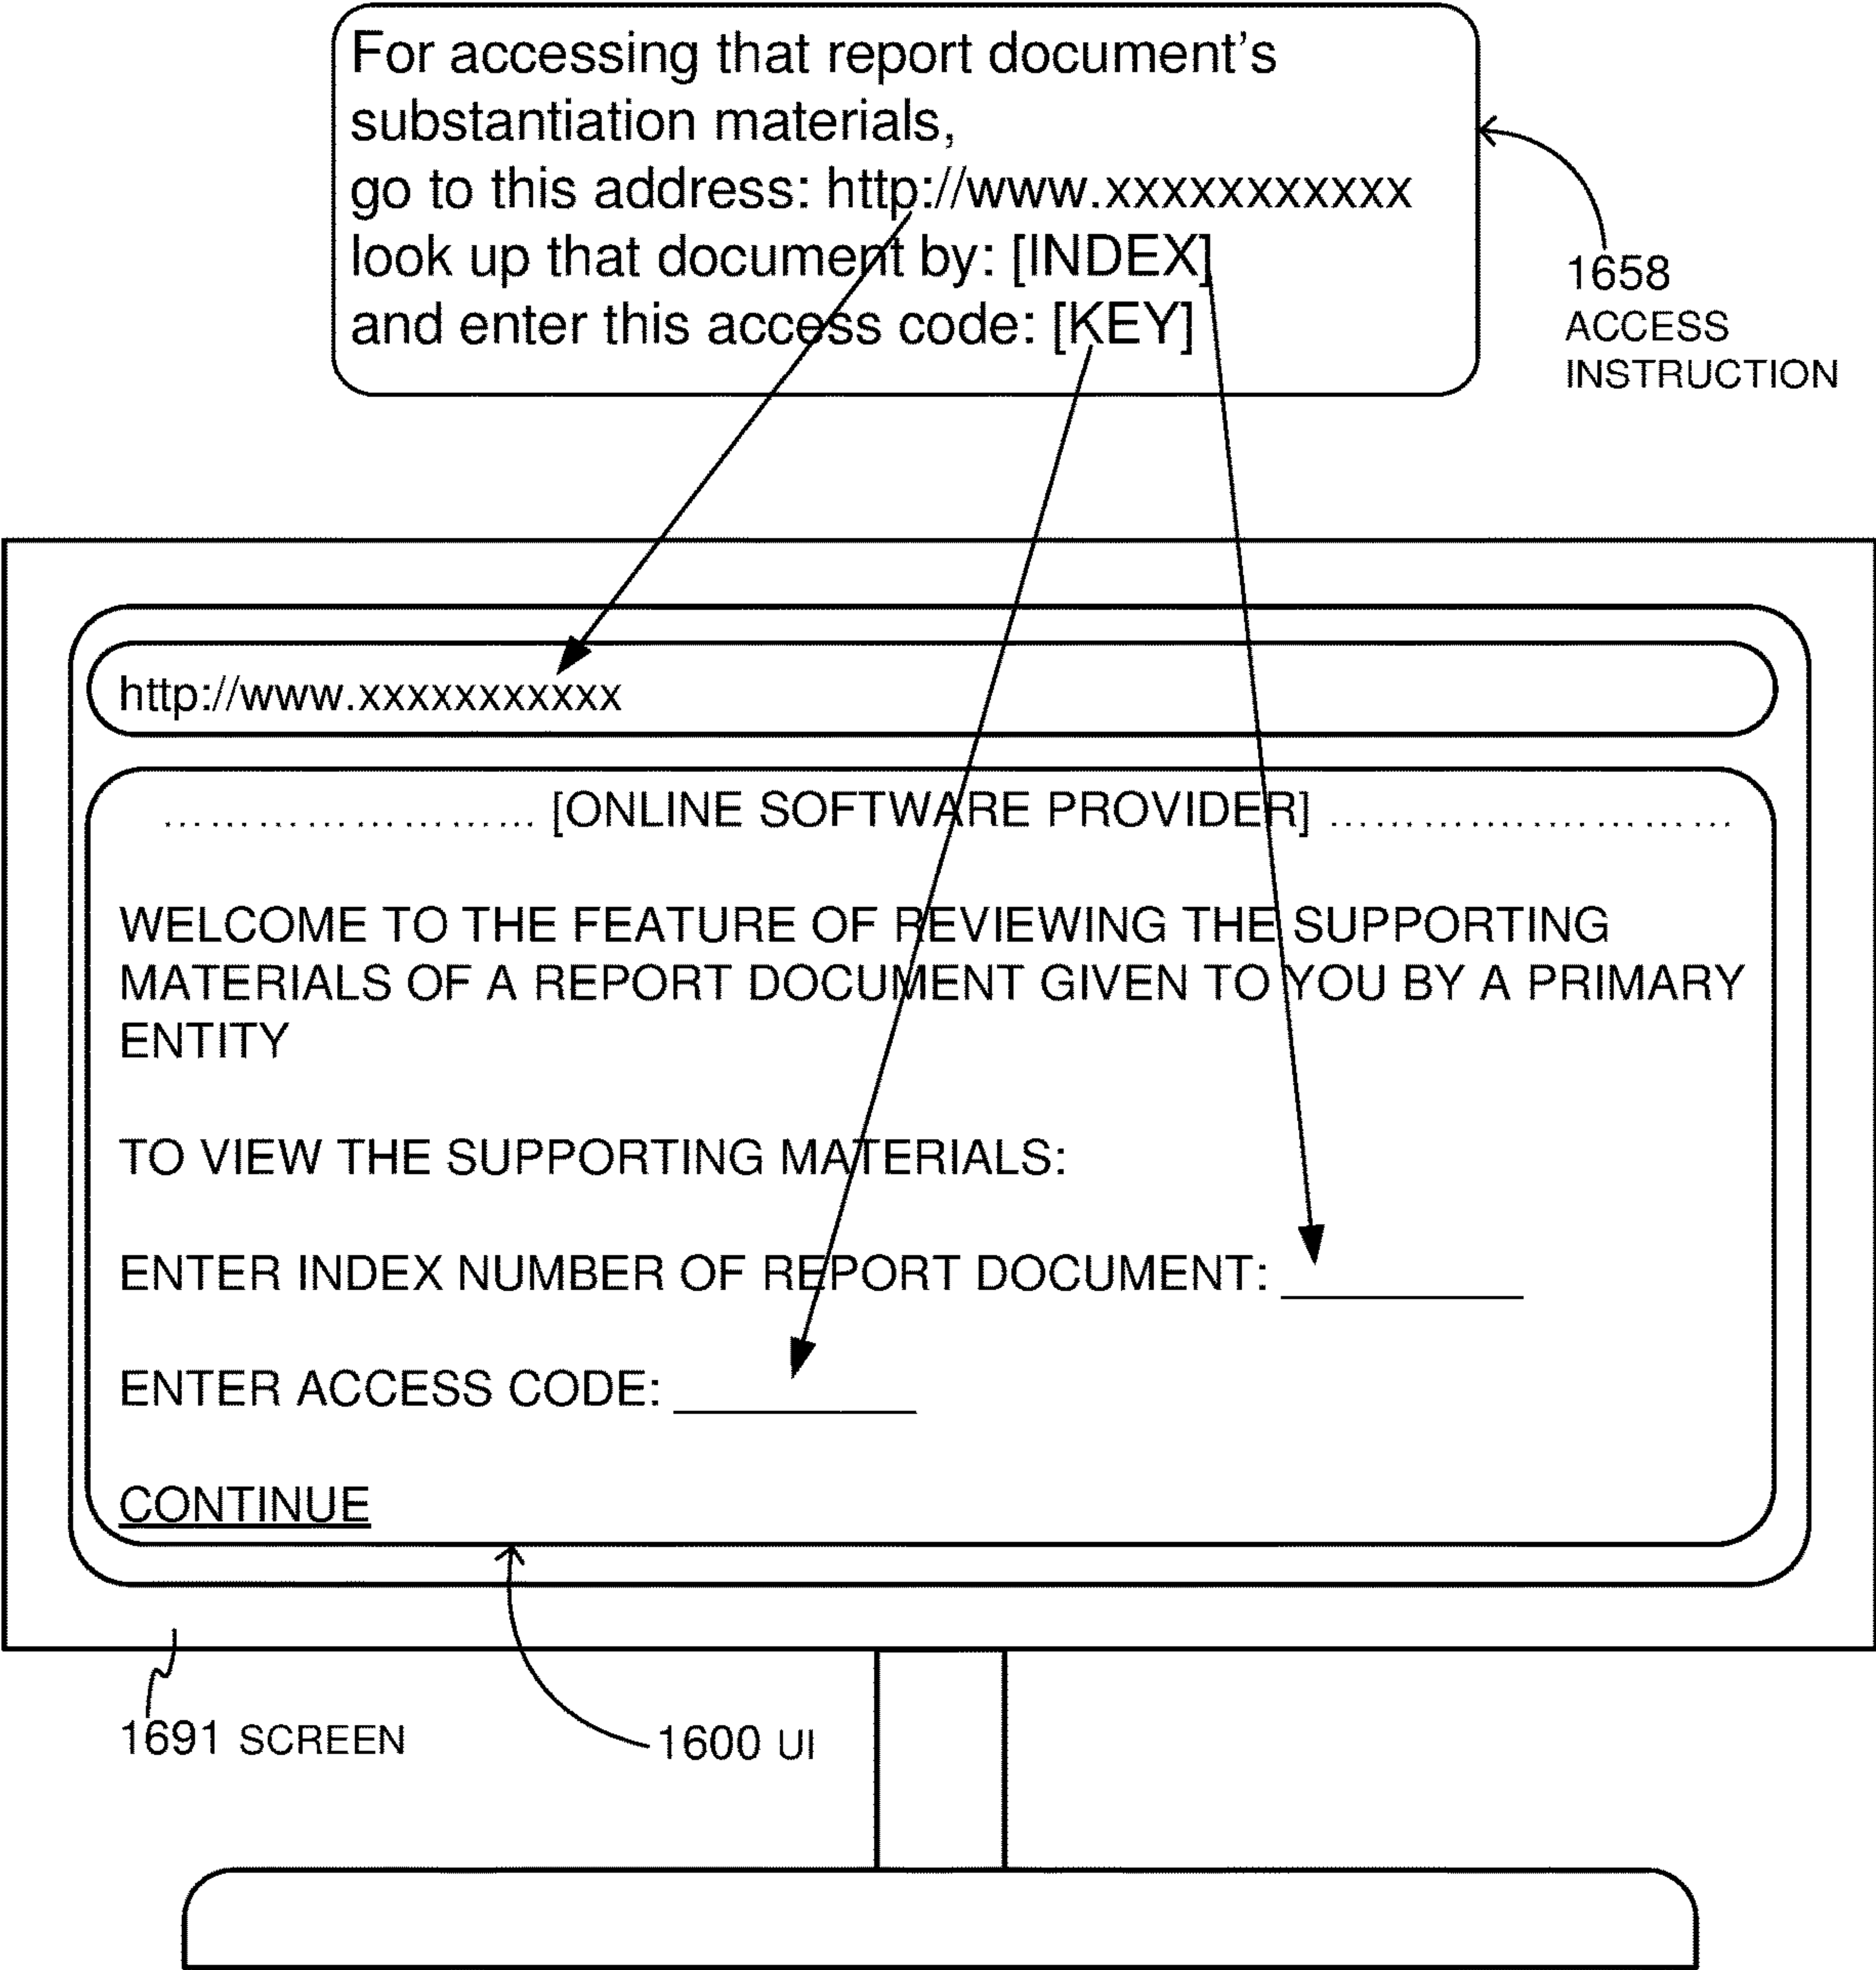 For accessing that report document's
substantiation materials,
go to this address: http://www.xxxxxxxxxxx
look up that document by: [INDEX]
and enter this access code: [KEY]
1658
ACCESS
INSTRUCTION
http://www.xxxxxxxxxxx
........................ [ONLINE SOFTWARE PROVIDER] ..........................
WELCOME TO THE FEATURE OF REVIEWING THE SUPPORTING
MATERIALS OF A REPORT DOCUMENT GIVEN TO YOU BY A PRIMARY
ENTITY
TO VIEW THE SUPPORTING MATERIALS:
ENTER INDEX NUMBER OF REPORT DOCUMENT: __________
ENTER ACCESS CODE: __________
CONTINUE
1691 SCREEN
1600 UI